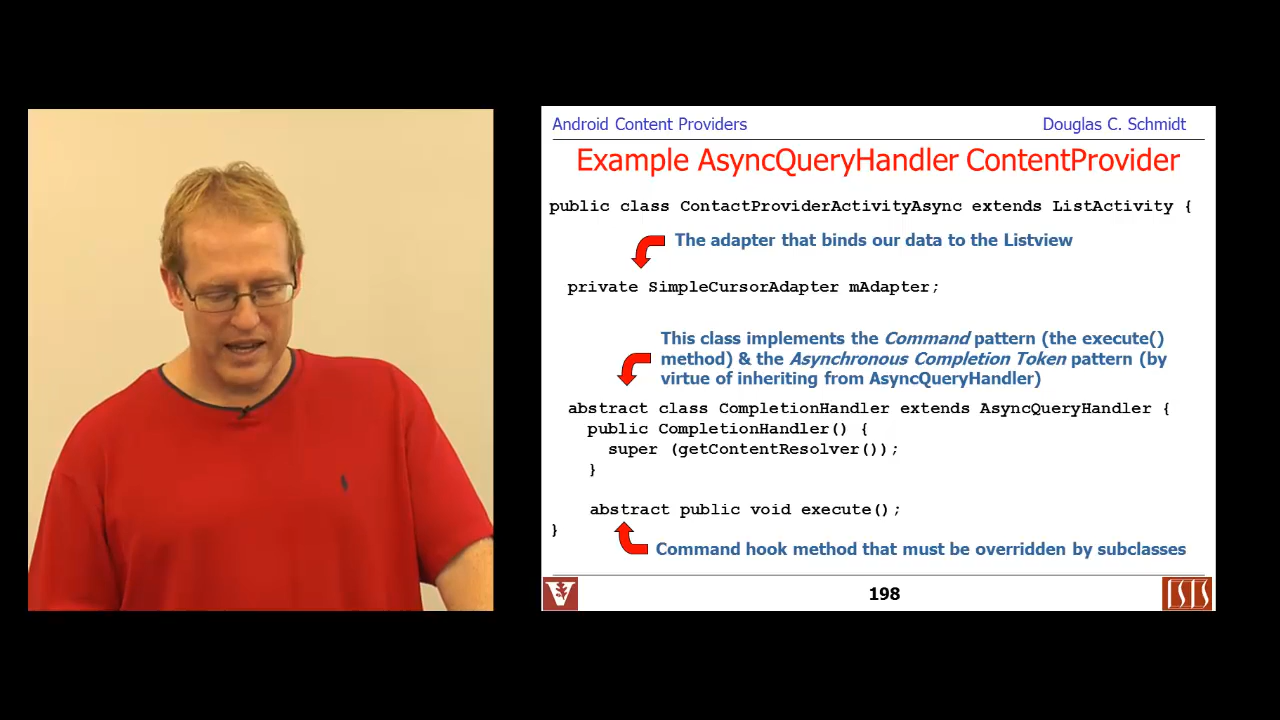 Android Content Providers
Douglas C. Schmidt
Example AsyncQueryHandler ContentProvider
public class ContactProviderActivityAsync extends ListActivity {
The adapter that binds our data to the Listview
private SimpleCursorAdapter mAdapter;
This class implements the Command pattern (the execute()
method) & the Asynchronous Completion Token pattern (by
virtue of inheriting from AsyncQueryHandler)
abstract class CompletionHandler extends AsyncQueryHandler {
public CompletionHandler() {
super (getContentResolver());
}
abstract public void execute();
}
Command hook method that must be overridden by subclasses
V
198
ISIS